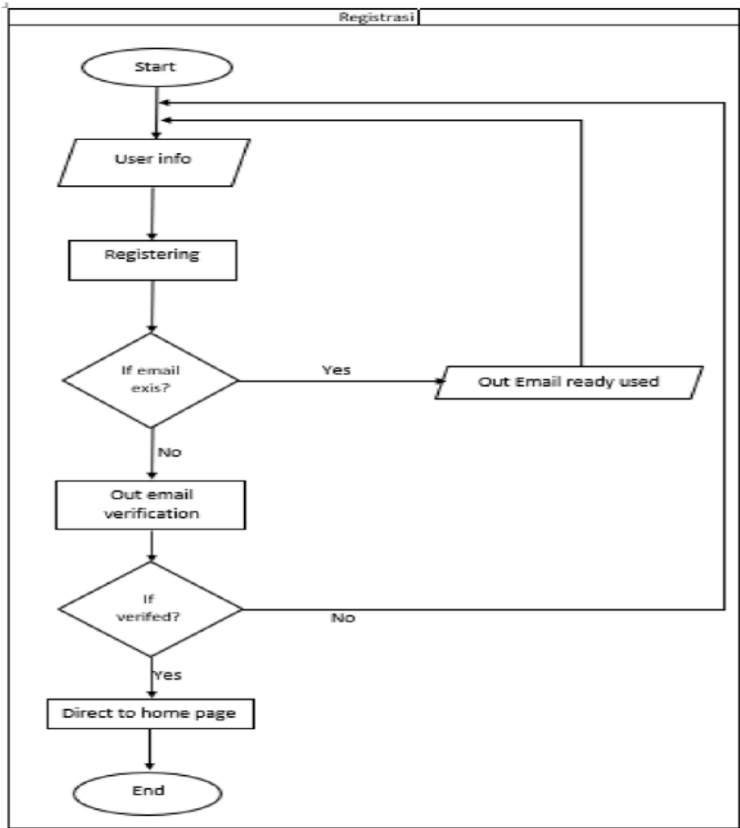 Registrasi
Start
User info
Registering
If email
exis?
Yes
Out Email ready used
No
Out email
verification
If
verifed?
No
Yes
Direct to home page
End